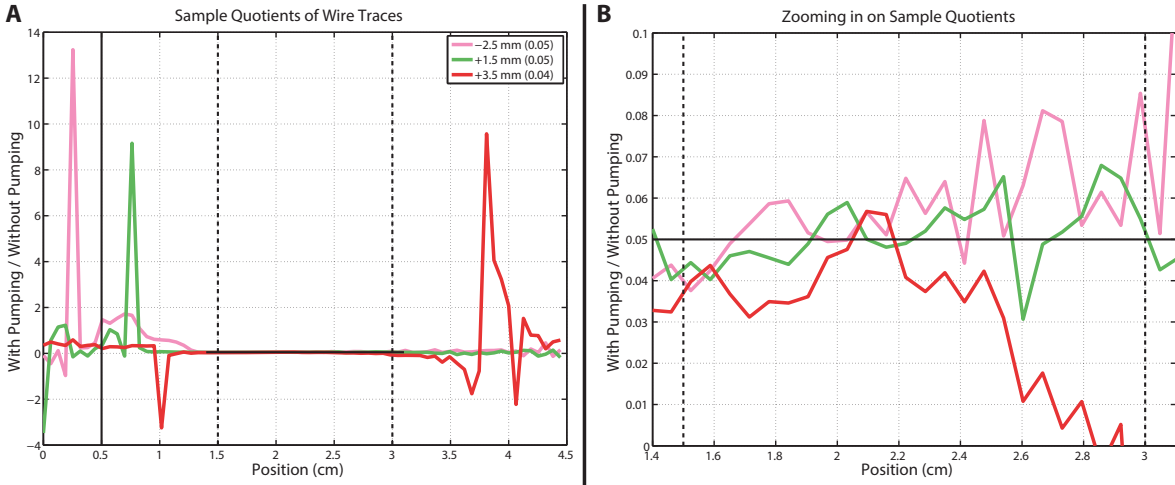 A
Sample Quotients of Wire Traces
With Pumping / Without Pumping
14
12
10
8
6
4
2
0
−2
−4
−2.5 mm (0.05)
+1.5 mm (0.05)
+3.5 mm (0.04)
0 0.5 1 1.5 2 2.5 3 3.5 4 4.5
Position (cm)
B
Zooming in on Sample Quotients
With Pumping / Without Pumping
0.1
0.09
0.08
0.07
0.06
0.05
0.04
0.03
0.02
0.01
0
1.4 1.6 1.8 2 2.2 2.4 2.6 2.8 3
Position (cm)